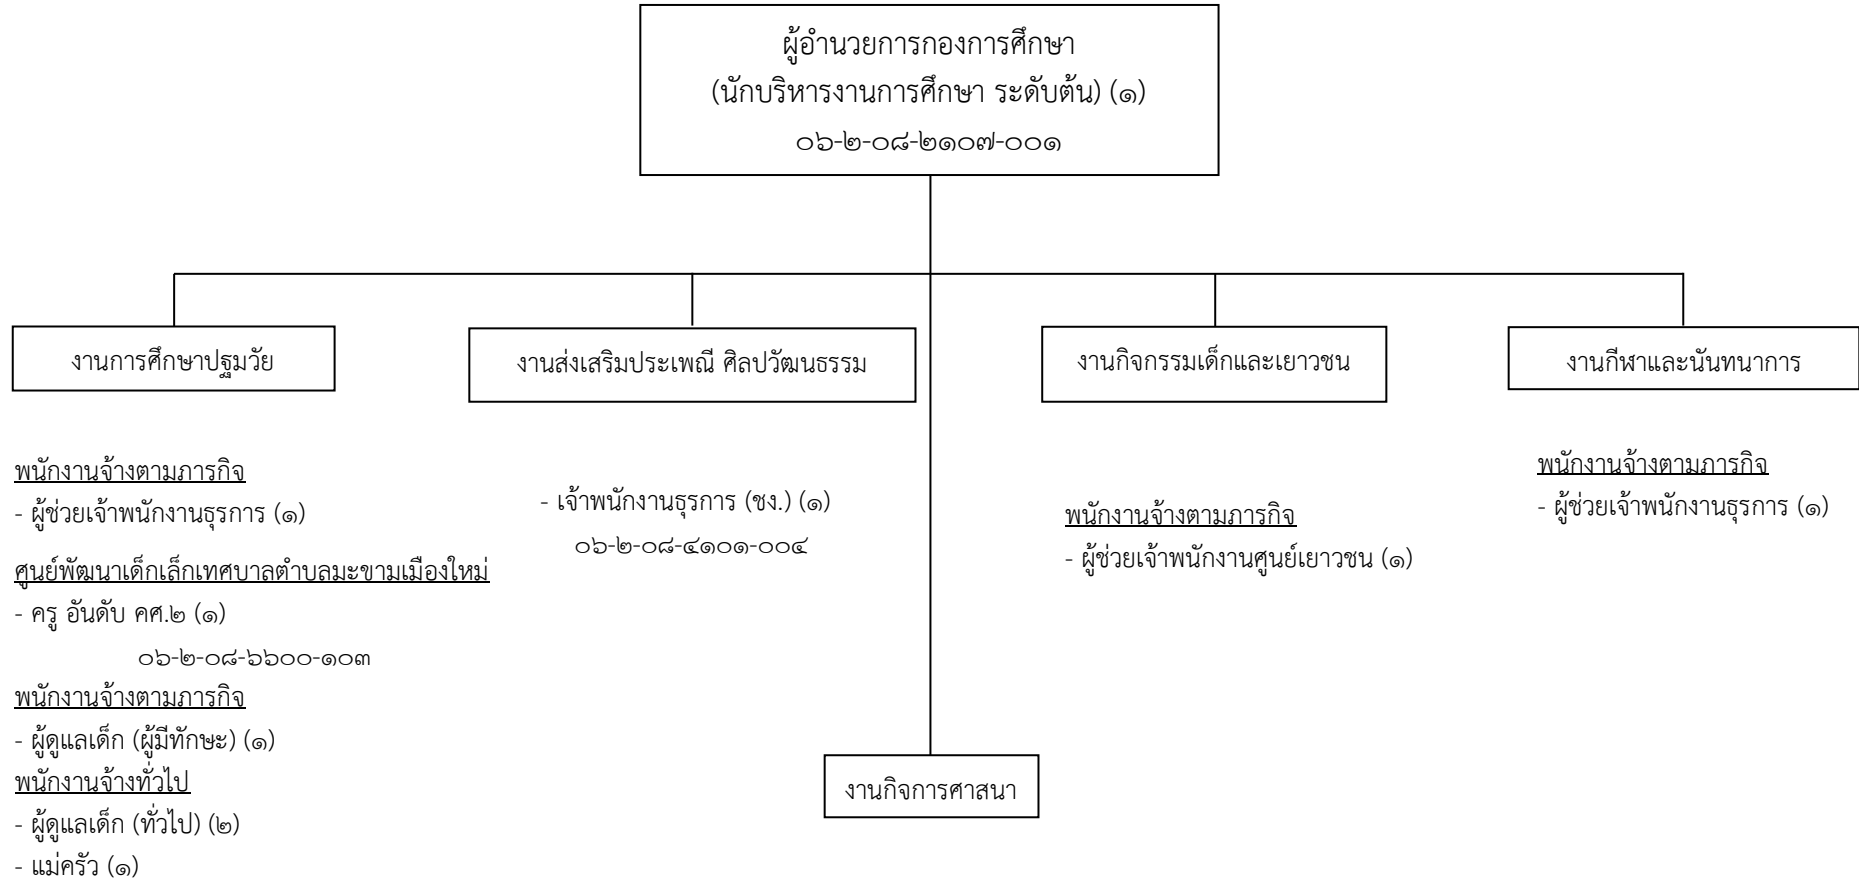 ผู้อำนวยการกองการศึกษา
(นักบริหารงานการศึกษา ระดับต้น) (๑)
๐๖-๒-๐๘-๒๑๐๗-๐๐๑
งานการศึกษาปฐมวัย
พนักงานจ้างตามภารกิจ
- ผู้ช่วยเจ้าพนักงานธุรการ (๑)
ศูนย์พัฒนาเด็กเล็กเทศบาลตำบลมะขามเมืองใหม่
- ครู อันดับ คศ.๒ (๑)
๐๖-๒-๐๘-๖๖๐๐-๑๐๓
พนักงานจ้างตามภารกิจ
- ผู้ดูแลเด็ก (ผู้มีทักษะ) (๑)
พนักงานจ้างทั่วไป
- ผู้ดูแลเด็ก (ทั่วไป) (๒)
- แม่ครัว (๑)
งานส่งเสริมประเพณี ศิลปวัฒนธรรม
- เจ้าพนักงานธุรการ (ชง.) (๑)
๐๖-๒-๐๘-๔๑๐๑-๐๐๔
งานกิจกรรมเด็กและเยาวชน
พนักงานจ้างตามภารกิจ
- ผู้ช่วยเจ้าพนักงานศูนย์เยาวชน (๑)
งานกีฬาและนันทนาการ
พนักงานจ้างตามภารกิจ
- ผู้ช่วยเจ้าพนักงานธุรการ (๑)
งานกิจการศาสนา